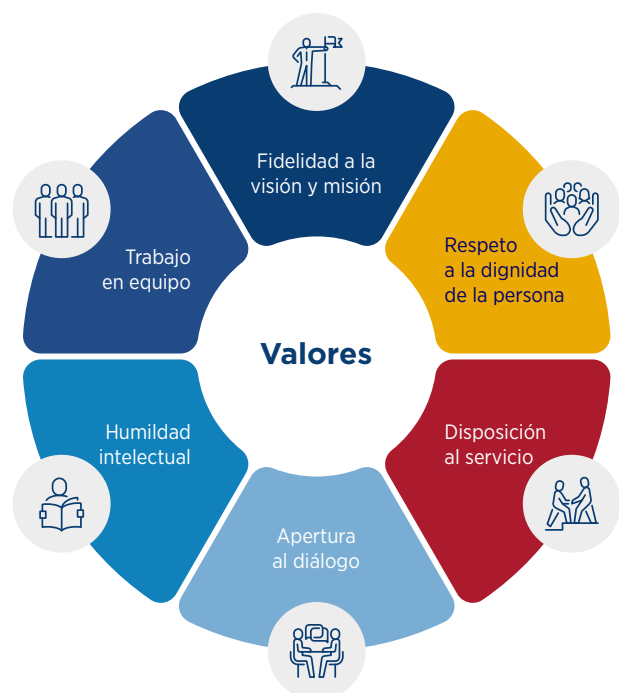 Fidelidad a la
visión y misión
Respeto
a la dignidad
de la persona
Disposición
al servicio
Apertura
al diálogo
Humildad
intelectual
Trabajo
en equipo
Valores